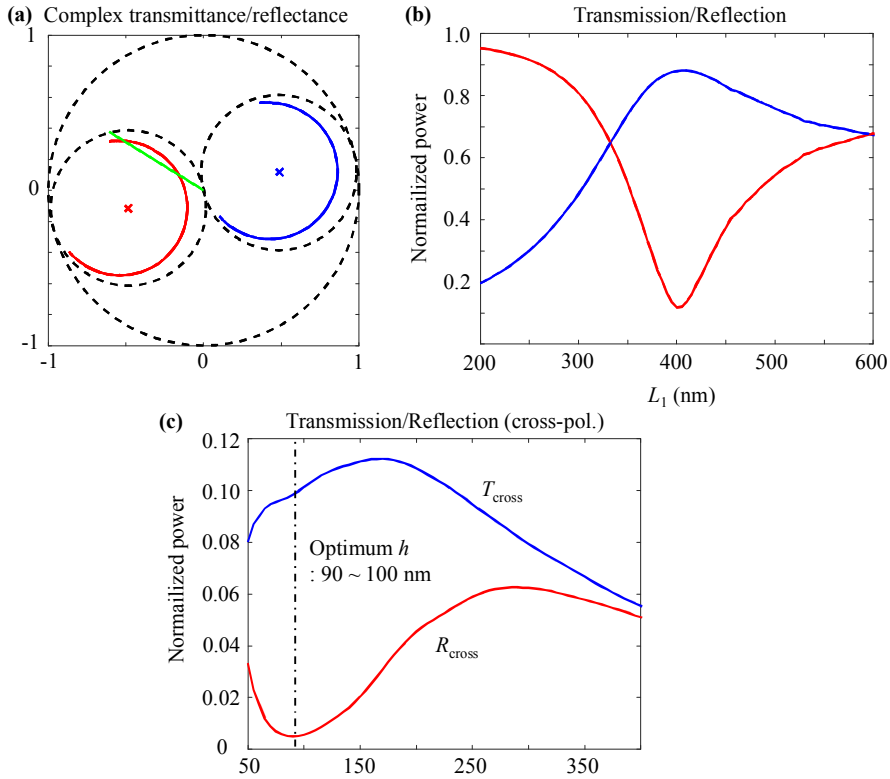 (a) Complex transmittance/reflectance
1
0
-1
-1 0 1
(b) Transmission/Reflection
Normailized power
1.0
0.8
0.6
0.4
0.2
200 300 400 500 600
L1 (nm)
(c) Transmission/Reflection (cross-pol.)
Normailized power
0.12
0.10
0.08
0.06
0.04
0.02
0
Tcross
Optimum h
: 90 ~ 100 nm
Rcross
50 150 250 350